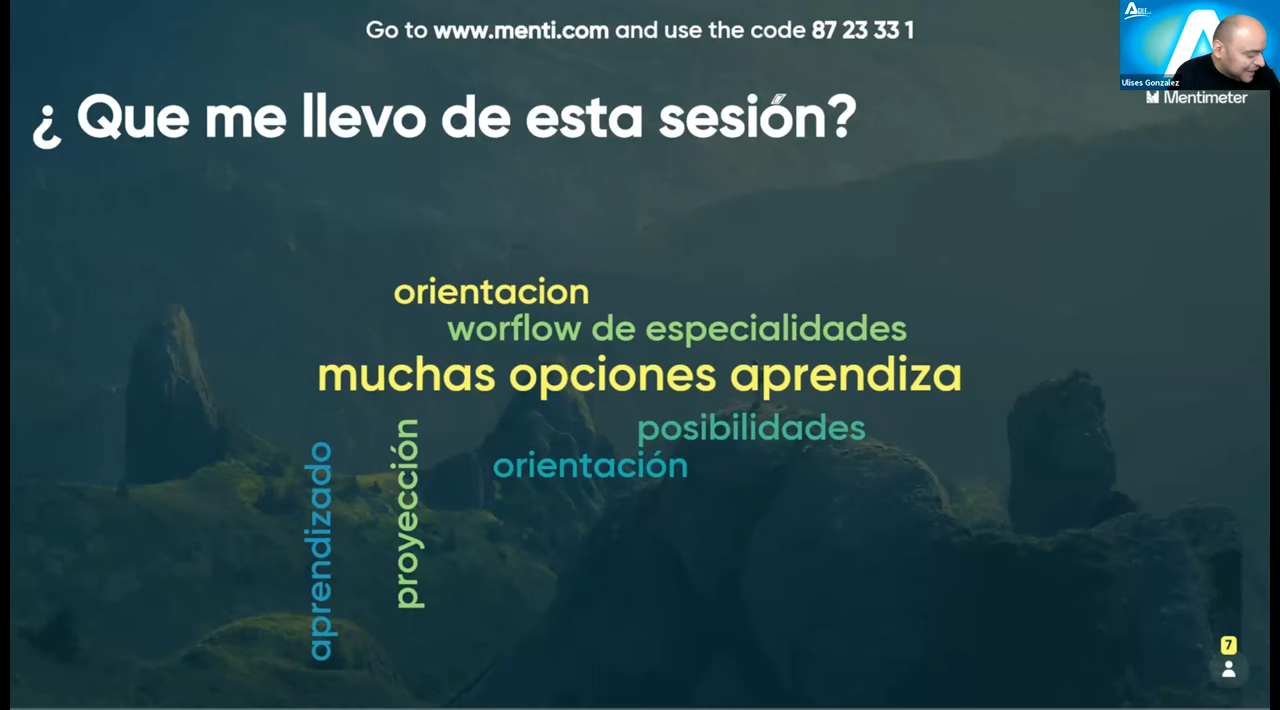 Go to www.menti.com and use the code 87 23 33 1
AGILE
Ulises Gonzalez
Mentimeter
¿ Que me llevo de esta sesión?
orientacion
worflow de especialidades
muchas opciones aprendiza
posibilidades
orientación
proyección
aprendizado
7